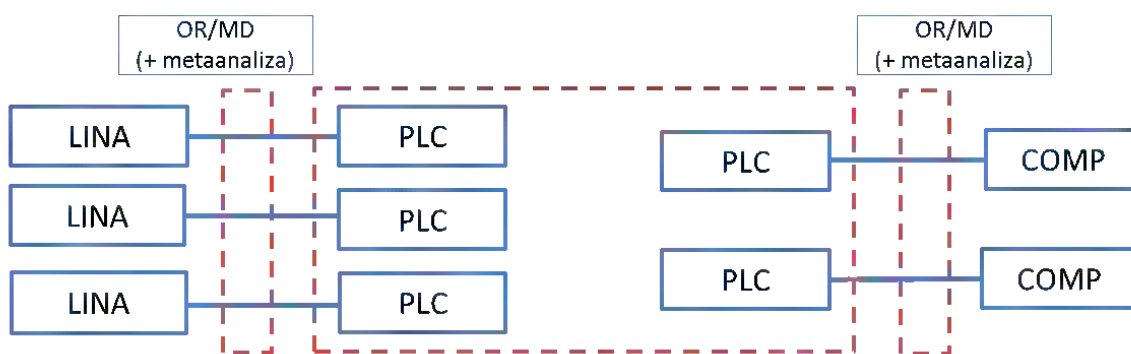 OR/MD
(+ metaanaliza)
OR/MD
(+ metaanaliza)
LINA
PLC
PLC
COMP
LINA
PLC
LINA
PLC
PLC
COMP